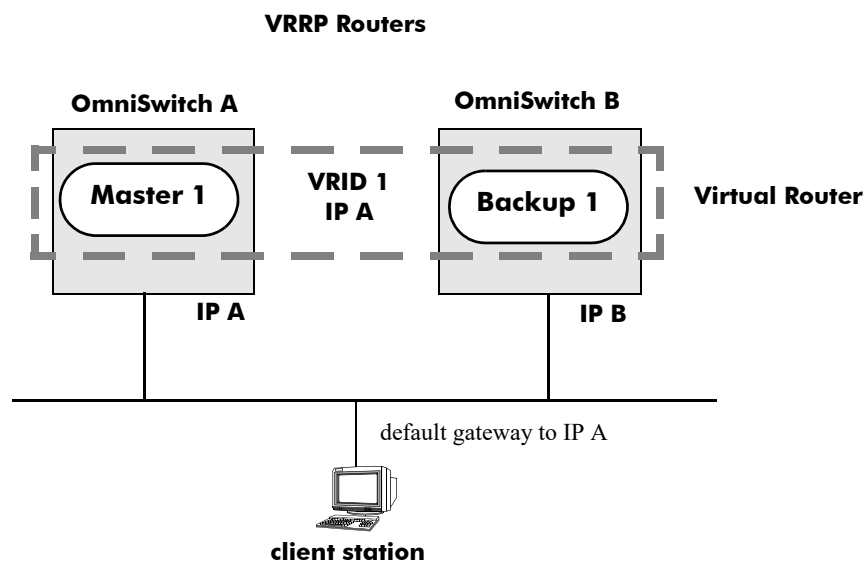 VRRP Routers
OmniSwitch A
OmniSwitch B
Master 1
VRID 1
IP A
Backup 1
Virtual Router
IP A
IP B
default gateway to IP A
client station